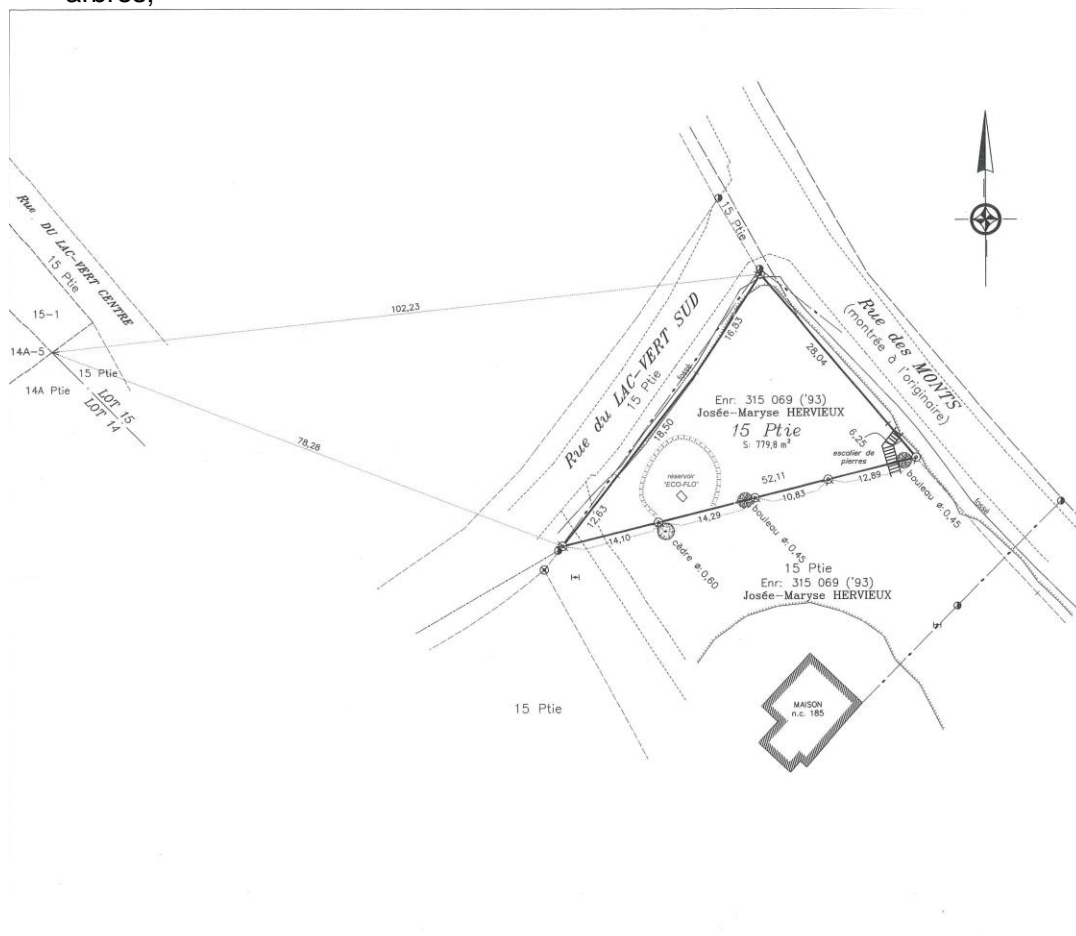 arbres;
Rue DU LAC-VERT CENTRE
15 Ptie
15-1
14A-5
15 Ptie
14A Ptie
LOT 15
LOT 14
102,23
78,28
15 Ptie
Rue du LAC-VERT SUD
15 Ptie
fossé
16,83
18,50
12,63
28,04
Rue des MONTS
(montrée à l'originaire)
Enr: 315 069 ('93)
Josée-Maryse HERVIEUX
15 Ptie
S: 779,8 m²
6,25
escalier de
pierres
réservoir
"ECO-FLO"
52,11
14,10
14,29
10,83
12,89
cèdre ø:0,60
bouleau ø:0,45
bouleau ø:0,45
fossé
15 Ptie
Enr: 315 069 ('93)
Josée-Maryse HERVIEUX
MAISON
n.c. 185
15 Ptie